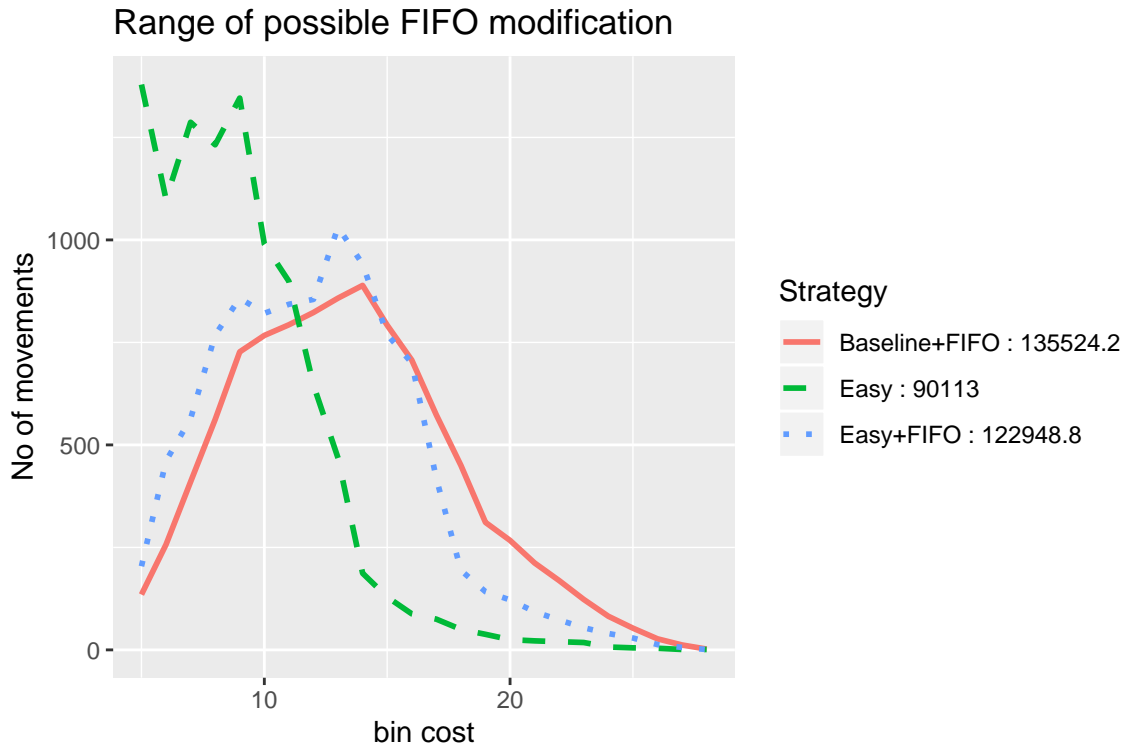 Range of possible FIFO modification
No of movements
1000
500
0
10
20
bin cost
Strategy
Baseline+FIFO : 135524.2
Easy : 90113
Easy+FIFO : 122948.8